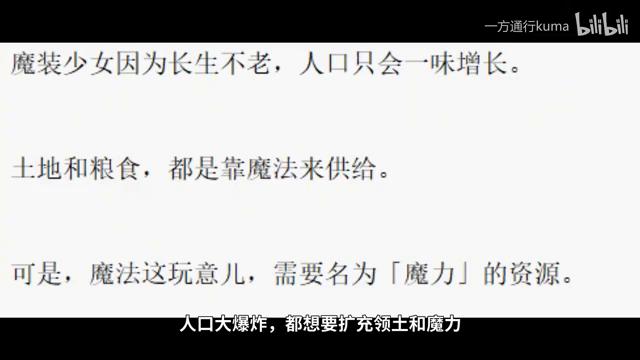 一方通行kuma bilibili
魔装少女因为长生不老，人口只会一味增长。
土地和粮食，都是靠魔法来供给。
可是，魔法这玩意儿，需要名为「魔力」的资源。
人口大爆炸，都想要扩充领土和魔力